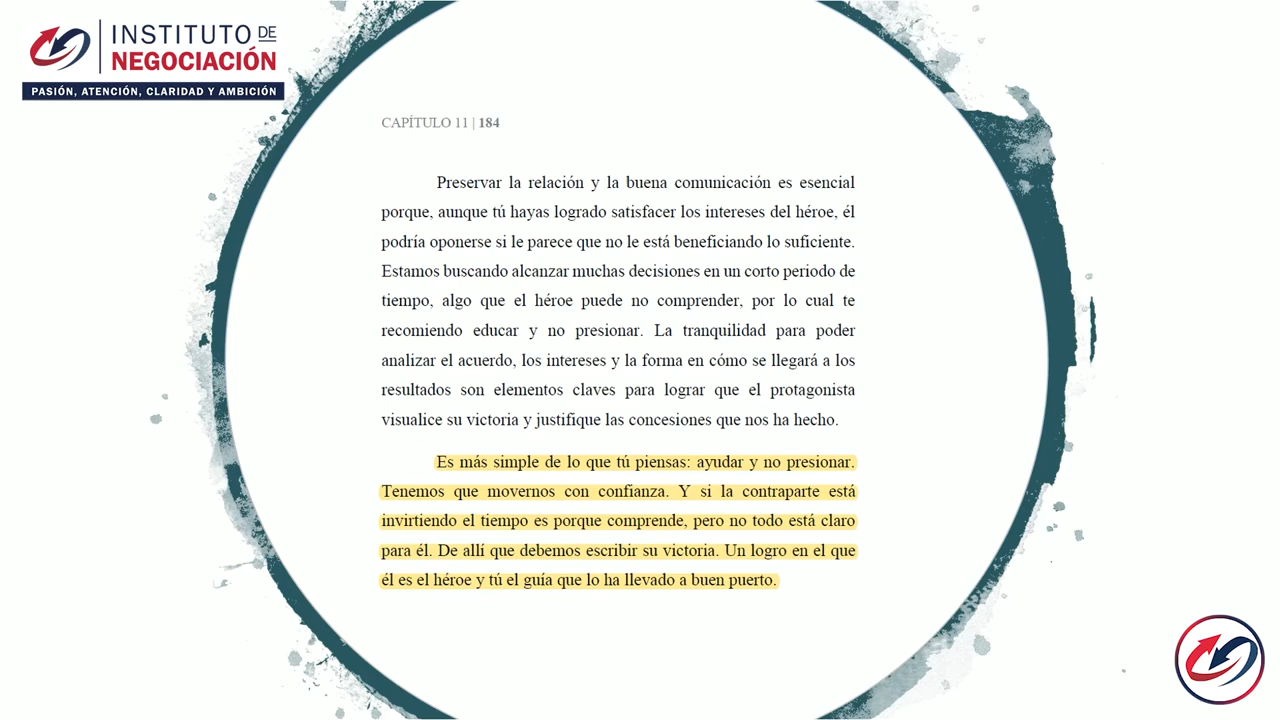 INSTITUTO DE
NEGOCIACIÓN
PASIÓN, ATENCIÓN, CLARIDAD Y AMBICIÓN
CAPÍTULO 11 | 184
Preservar la relación y la buena comunicación es esencial
porque, aunque tú hayas logrado satisfacer los intereses del héroe, él
podría oponerse si le parece que no le está beneficiando lo suficiente.
Estamos buscando alcanzar muchas decisiones en un corto periodo de
tiempo, algo que el héroe puede no comprender, por lo cual te
recomiendo educar y no presionar. La tranquilidad para poder
analizar el acuerdo, los intereses y la forma en cómo se llegará a los
resultados son elementos claves para lograr que el protagonista
visualice su victoria y justifique las concesiones que nos ha hecho.
Es más simple de lo que tú piensas: ayudar y no presionar.
Tenemos que movernos con confianza. Y si la contraparte está
invirtiendo el tiempo es porque comprende, pero no todo está claro
para él. De allí que debemos escribir su victoria. Un logro en el que
él es el héroe y tú el guía que lo ha llevado a buen puerto.